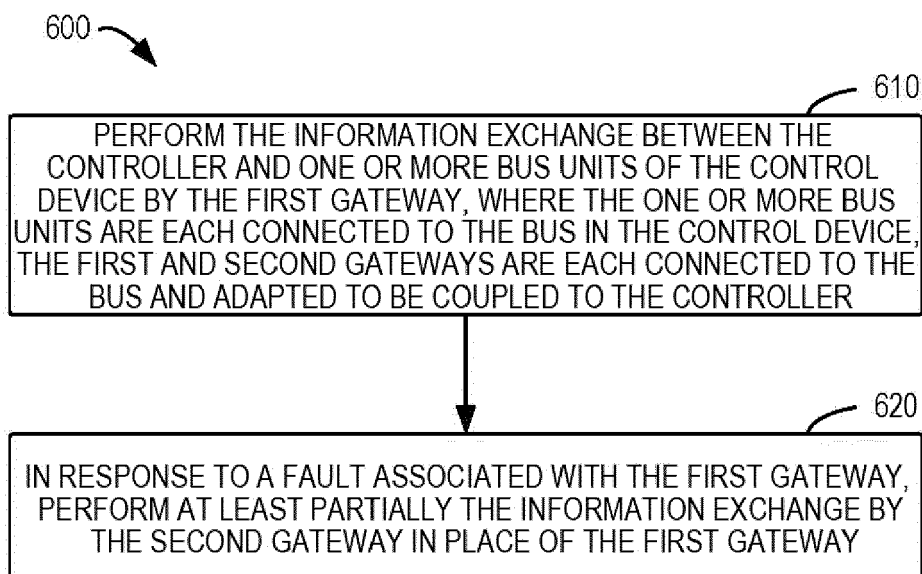 600
610
PERFORM THE INFORMATION EXCHANGE BETWEEN THE
CONTROLLER AND ONE OR MORE BUS UNITS OF THE CONTROL
DEVICE BY THE FIRST GATEWAY, WHERE THE ONE OR MORE BUS
UNITS ARE EACH CONNECTED TO THE BUS IN THE CONTROL DEVICE,
THE FIRST AND SECOND GATEWAYS ARE EACH CONNECTED TO THE
BUS AND ADAPTED TO BE COUPLED TO THE CONTROLLER
620
IN RESPONSE TO A FAULT ASSOCIATED WITH THE FIRST GATEWAY,
PERFORM AT LEAST PARTIALLY THE INFORMATION EXCHANGE BY
THE SECOND GATEWAY IN PLACE OF THE FIRST GATEWAY